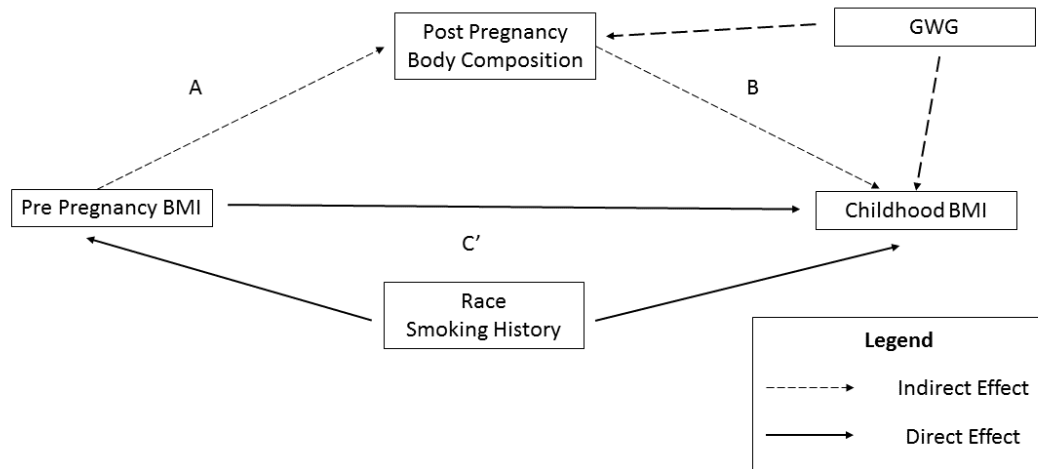 Post Pregnancy
Body Composition
GWG
A
B
Pre Pregnancy BMI
Childhood BMI
C’
Race
Smoking History
Legend
Indirect Effect
Direct Effect